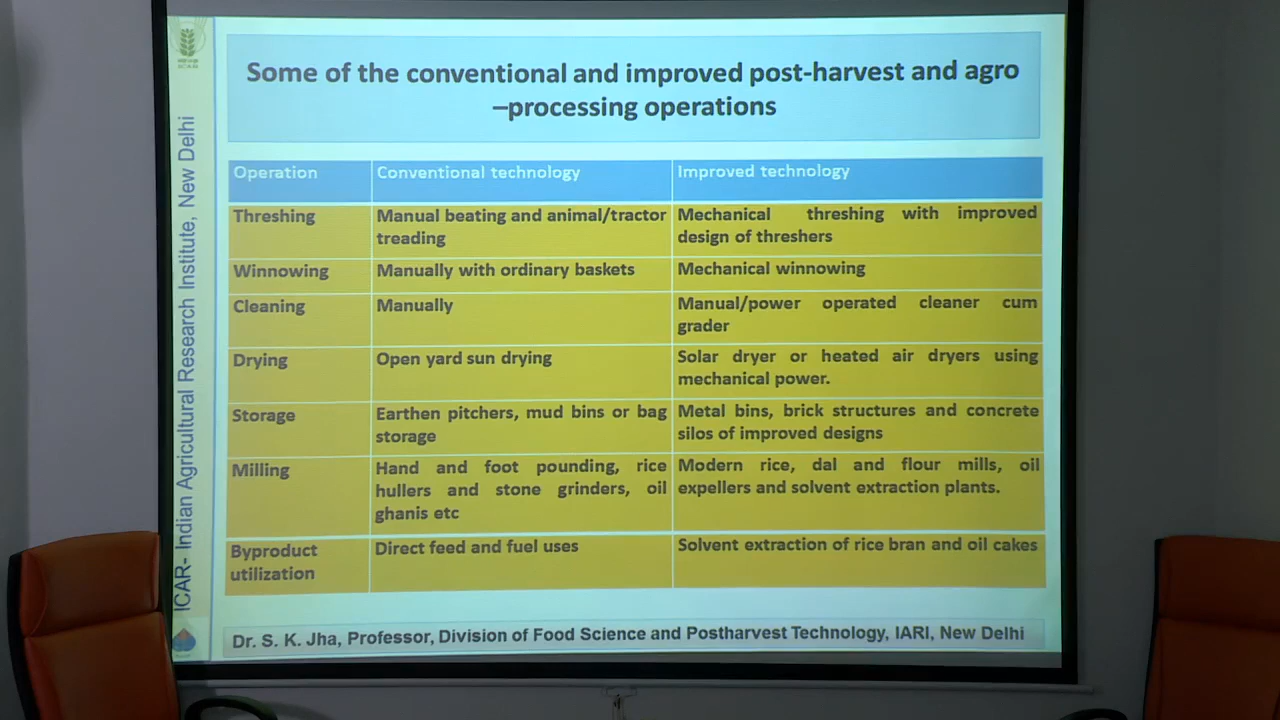 Some of the conventional and improved post-harvest and agro
–processing operations
Operation
Conventional technology
Improved technology
Threshing
Manual beating and animal/tractor
treading
Mechanical threshing with improved
design of threshers
Winnowing
Manually with ordinary baskets
Mechanical winnowing
Cleaning
Manually
Manual/power operated cleaner cum
grader
Drying
Open yard sun drying
Solar dryer or heated air dryers using
mechanical power.
Storage
Earthen pitchers, mud bins or bag
storage
Metal bins, brick structures and concrete
silos of improved designs
Milling
Hand and foot pounding, rice
hullers and stone grinders, oil
ghanis etc
Modern rice, dal and flour mills, oil
expellers and solvent extraction plants.
Byproduct
utilization
Direct feed and fuel uses
Solvent extraction of rice bran and oil cakes
Dr. S. K. Jha, Professor, Division of Food Science and Postharvest Technology, IARI, New Delhi
ICAR- Indian Agricultural Research Institute, New Delhi